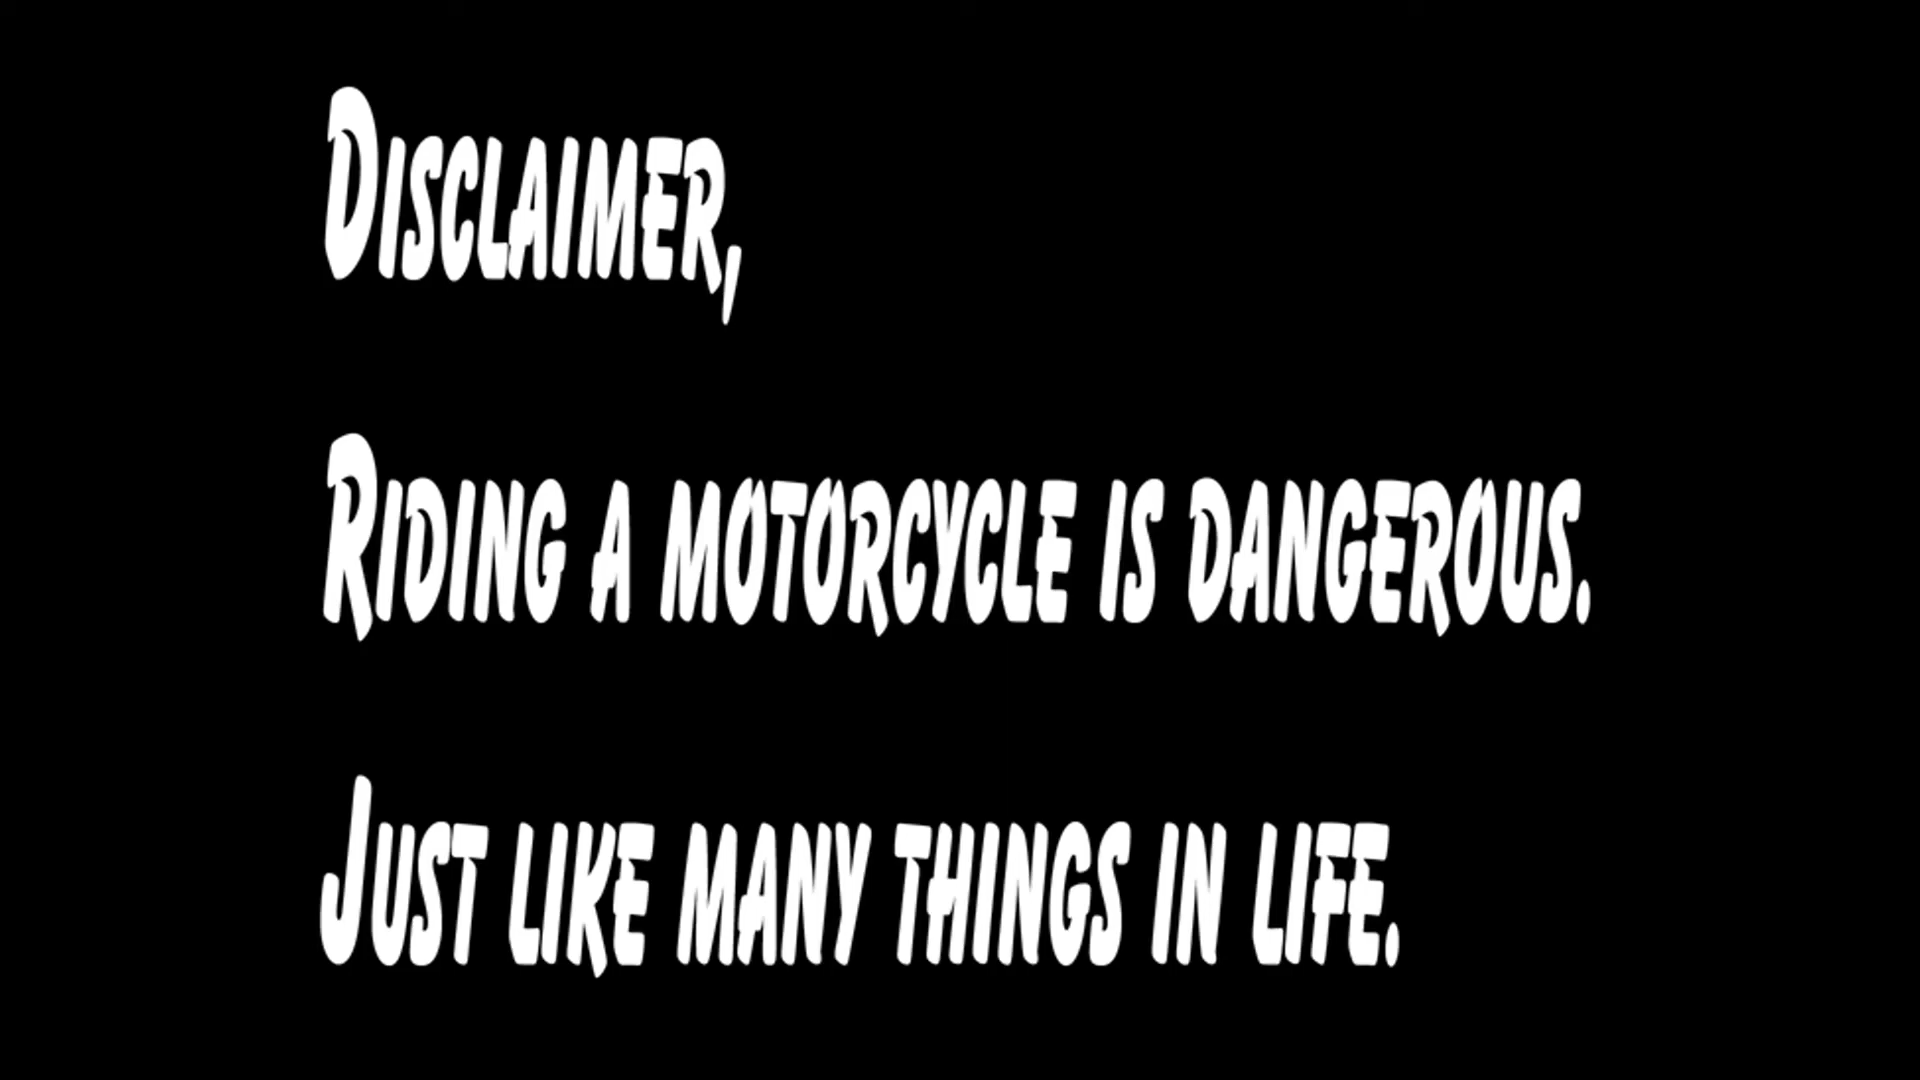 Disclaimer,
Riding a motorcycle is dangerous.
Just like many things in life.